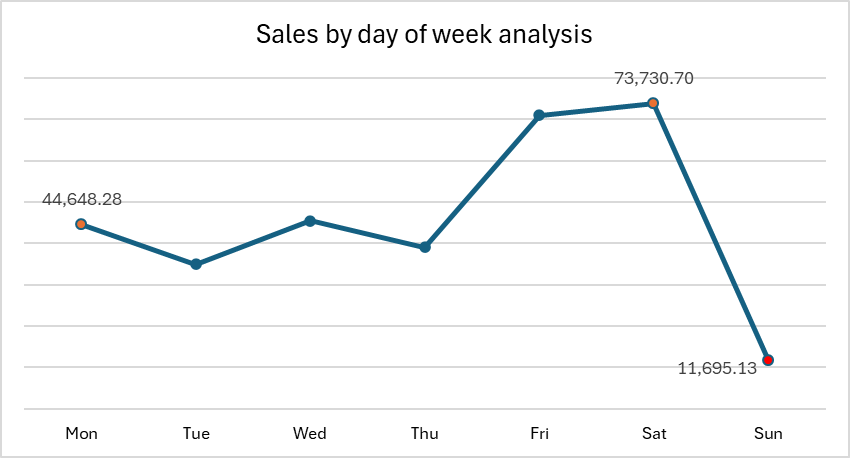 Sales by day of week analysis
73,730.70
44,648.28
11,695.13
Mon Tue Wed Thu Fri Sat Sun